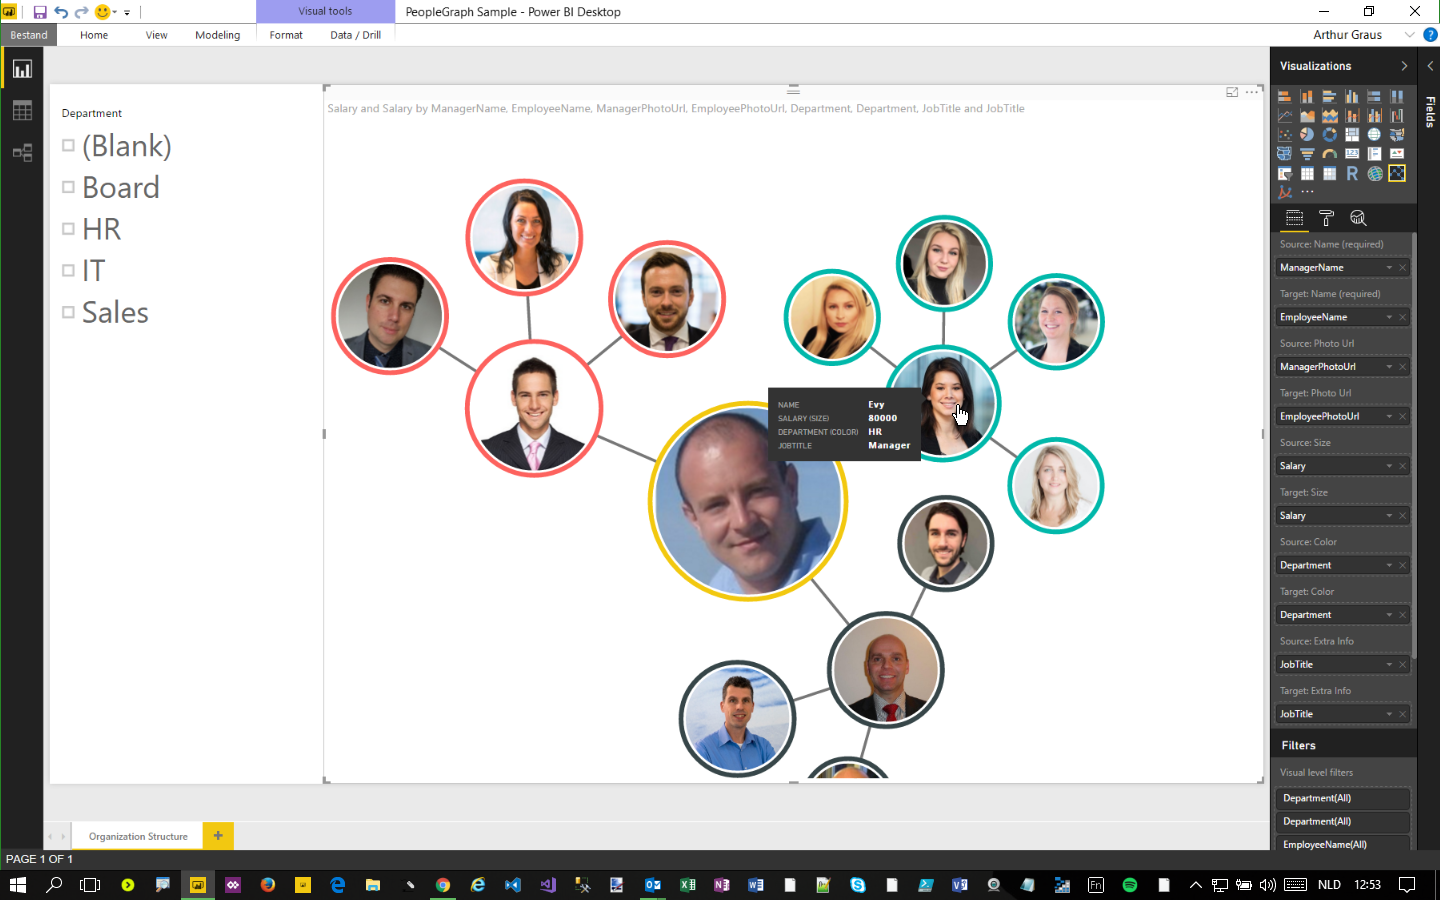 Visual tools
PeopleGraph Sample - Power BI Desktop
Bestand
Home
View
Modeling
Format
Data / Drill
Arthur Graus
?
Visualizations
Fields
Department
(Blank)
Board
HR
IT
Sales
Salary and Salary by ManagerName, EmployeeName, ManagerPhotoUrl, EmployeePhotoUrl, Department, Department, JobTitle and JobTitle
NAME Evy
SALARY (SIZE) 80000
DEPARTMENT (COLOR) HR
JOBTITLE Manager
123
R
Source: Name (required)
ManagerName
Target: Name (required)
EmployeeName
Source: Photo Url
ManagerPhotoUrl
Target: Photo Url
EmployeePhotoUrl
Source: Size
Salary
Target: Size
Salary
Source: Color
Department
Target: Color
Department
Source: Extra Info
JobTitle
Target: Extra Info
JobTitle
Filters
Visual level filters
Department(All)
Department(All)
EmployeeName(All)
Organization Structure
+
PAGE 1 OF 1
Fn
NLD
12:53